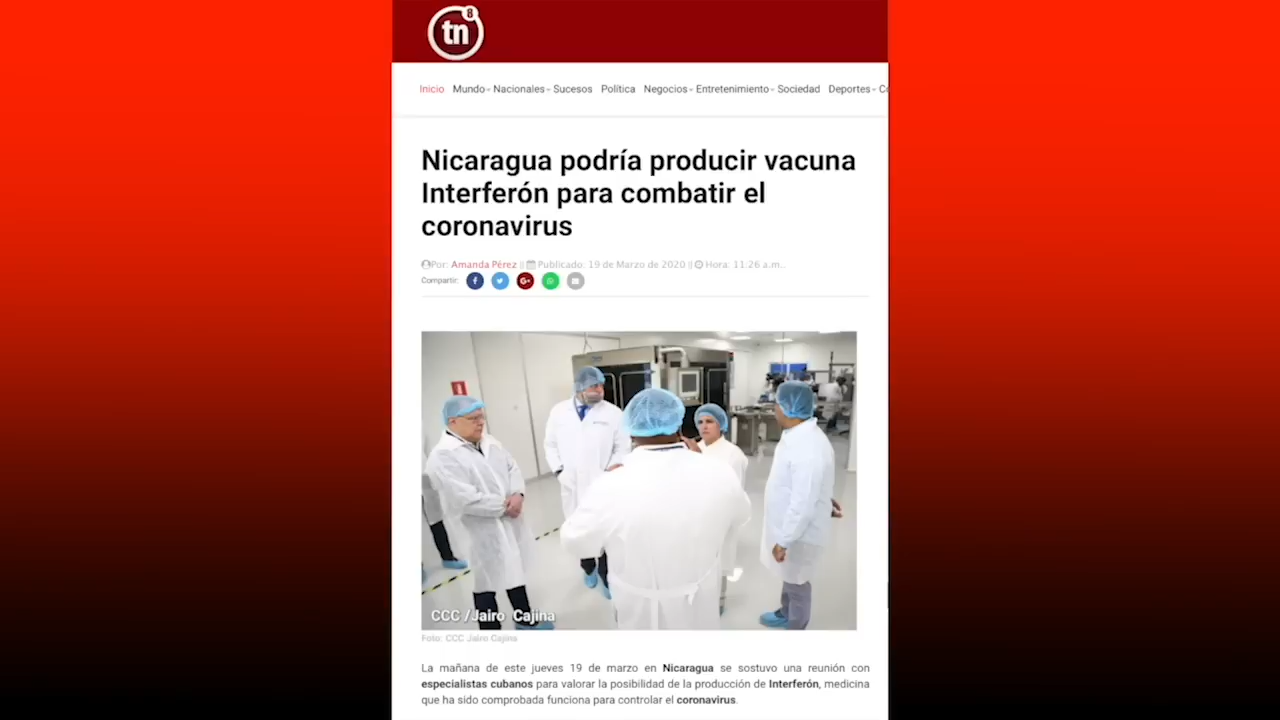 tn8
Inicio Mundo Nacionales Sucesos Política Negocios Entretenimiento Sociedad Deportes
Nicaragua podría producir vacuna
Interferón para combatir el
coronavirus
Por: Amanda Pérez || Publicado: 19 de Marzo de 2020 || Hora: 11:26 a.m..
Compartir:
CCC /Jairo Cajina
Foto: CCC Jairo Cajina
La mañana de este jueves 19 de marzo en Nicaragua se sostuvo una reunión con
especialistas cubanos para valorar la posibilidad de la producción de Interferón, medicina
que ha sido comprobada funciona para controlar el coronavirus.